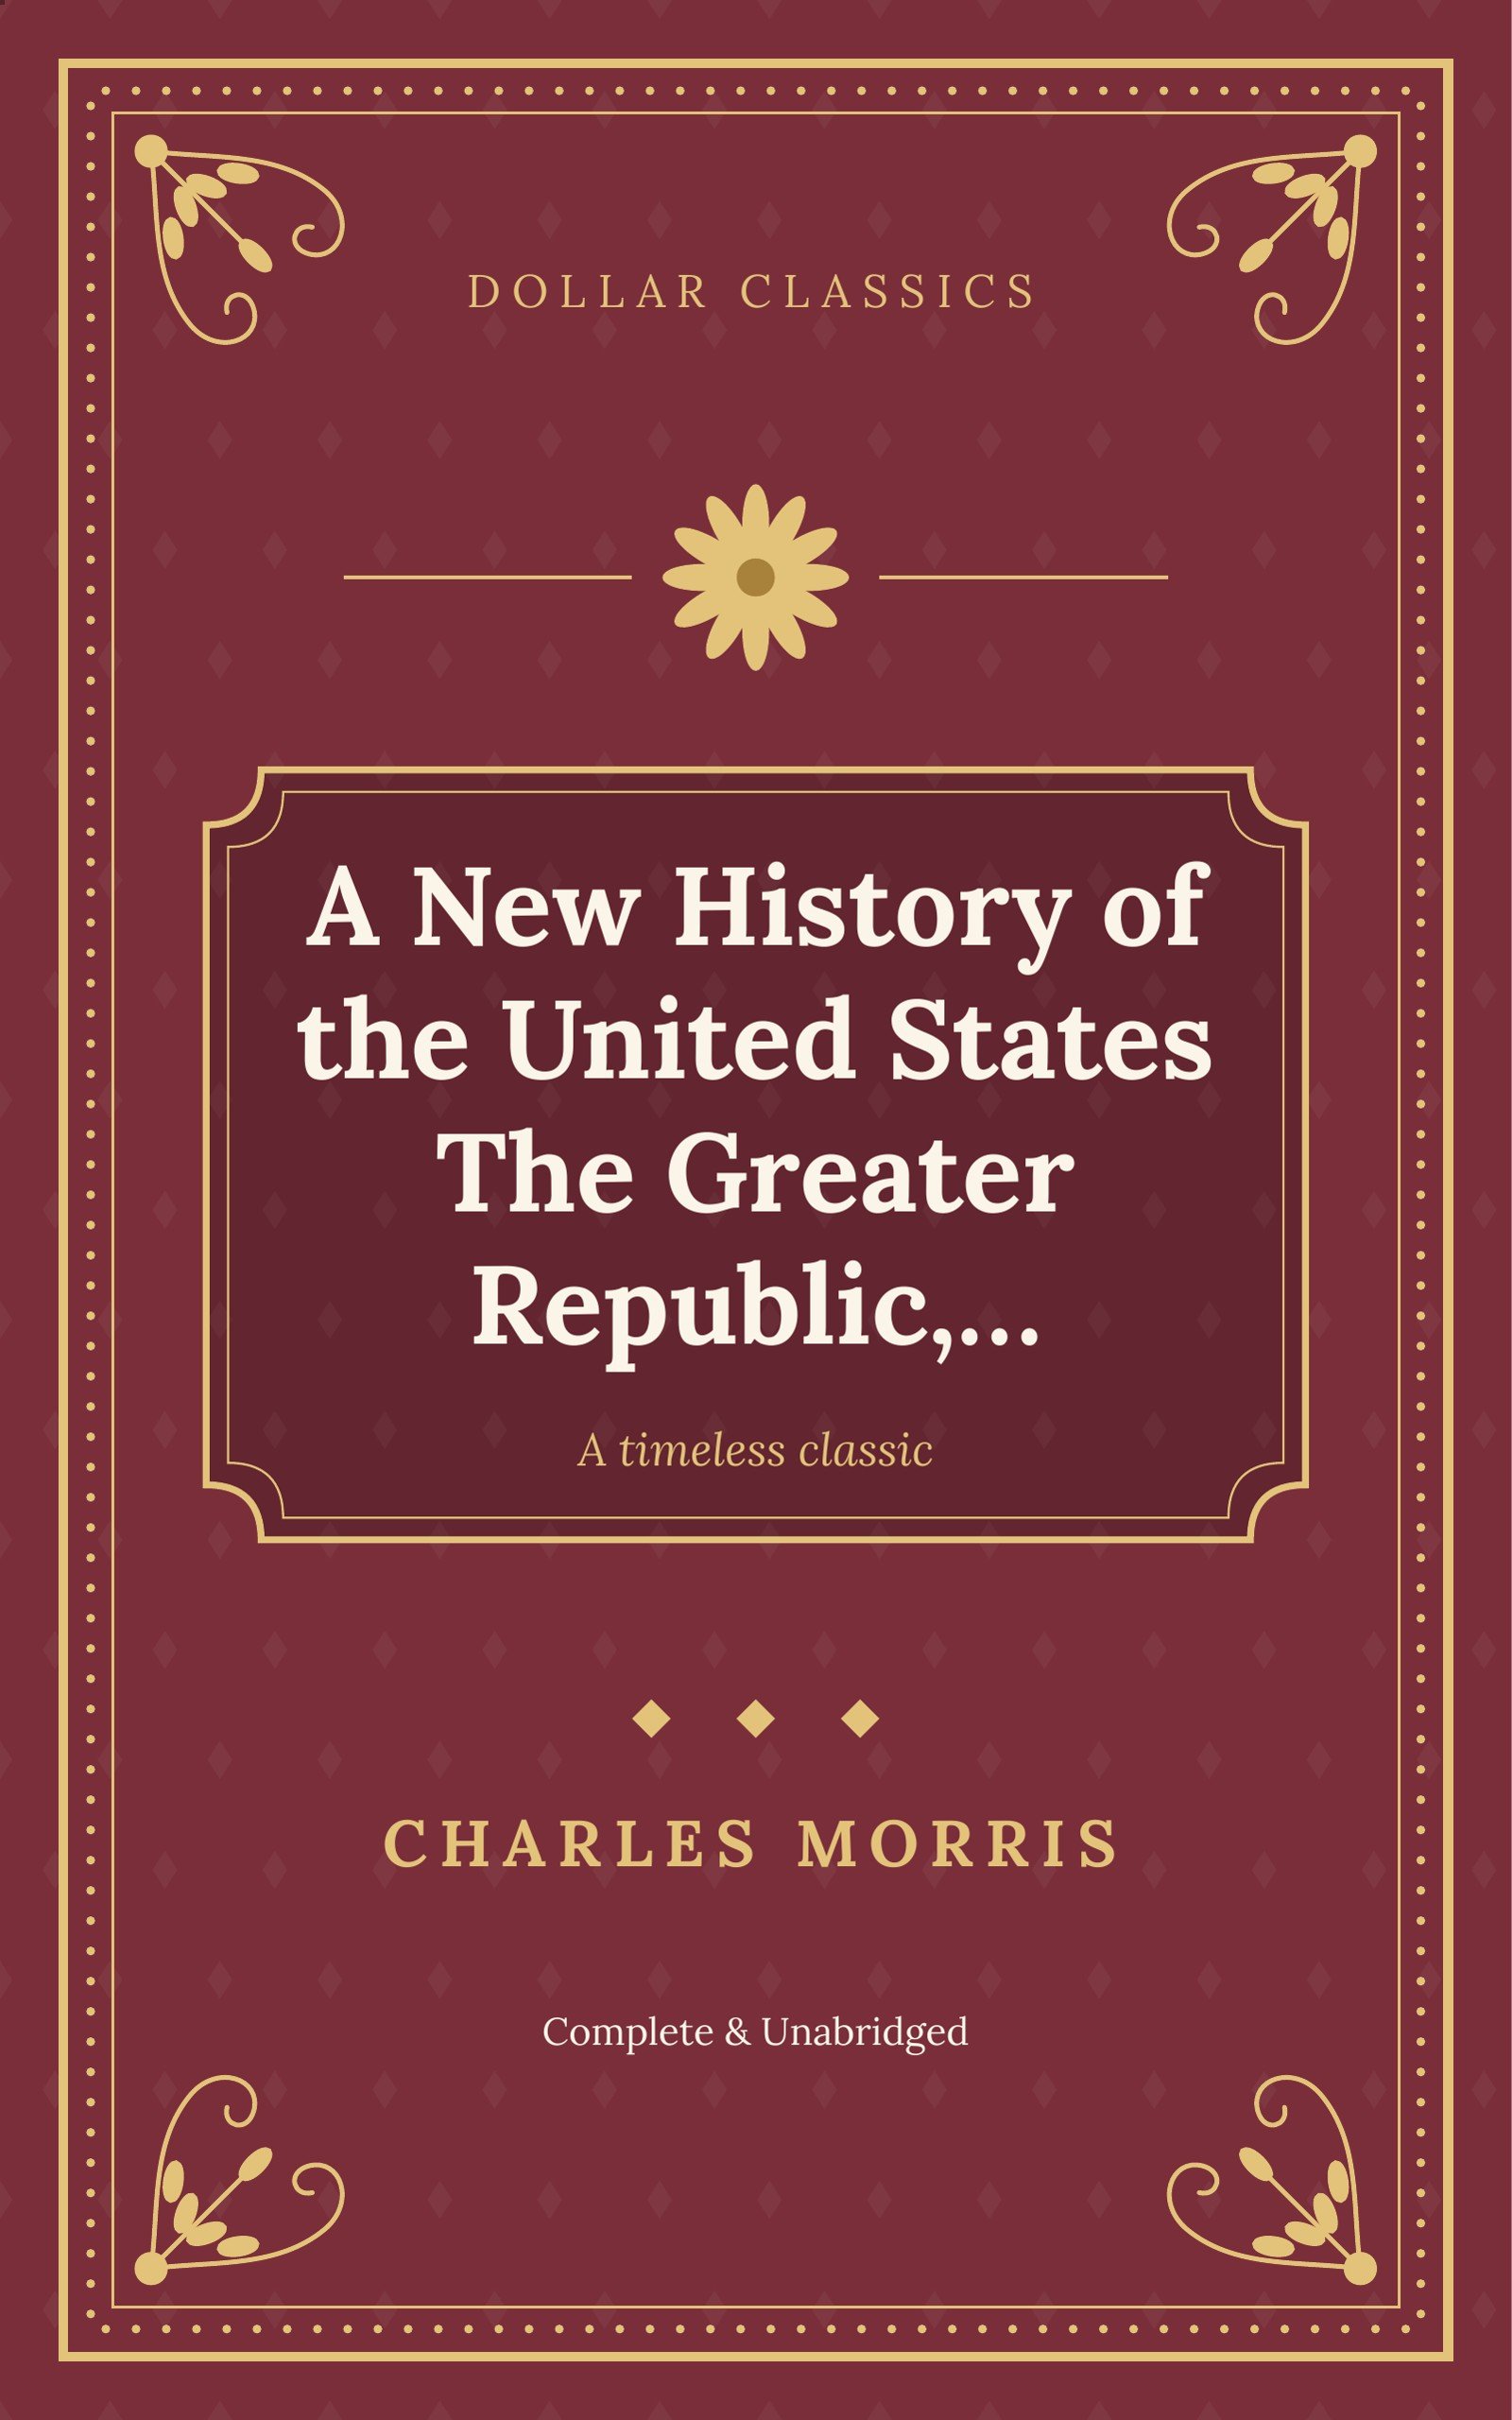 DOLLAR CLASSICS
A New History of
the United States
The Greater
Republic,...
A timeless classic
CHARLES MORRIS
Complete & Unabridged